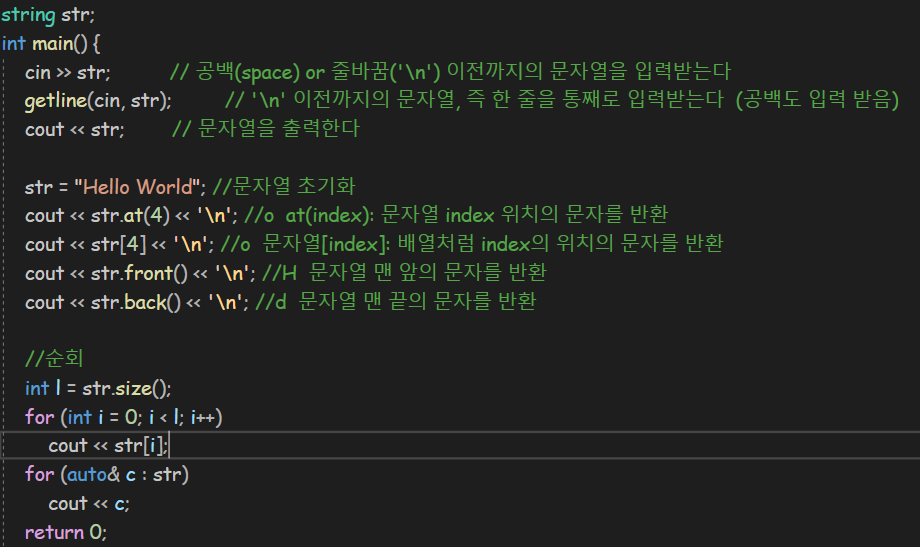 string str;
int main() {
    cin >> str;          // 공백(space) or 줄바꿈('\n') 이전까지의 문자열을 입력받는다
    getline(cin, str);         // '\n' 이전까지의 문자열, 즉 한 줄을 통째로 입력받는다  (공백도 입력 받음)
    cout << str;        // 문자열을 출력한다

    str = "Hello World"; //문자열 초기화
    cout << str.at(4) << '\n'; //o  at(index): 문자열 index 위치의 문자를 반환
    cout << str[4] << '\n'; //o  문자열[index]: 배열처럼 index의 위치의 문자를 반환
    cout << str.front() << '\n'; //H  문자열 맨 앞의 문자를 반환
    cout << str.back() << '\n'; //d  문자열 맨 끝의 문자를 반환

    //순회
    int l = str.size();
    for (int i = 0; i < l; i++)
        cout << str[i];
    for (auto& c : str)
        cout << c;
    return 0;